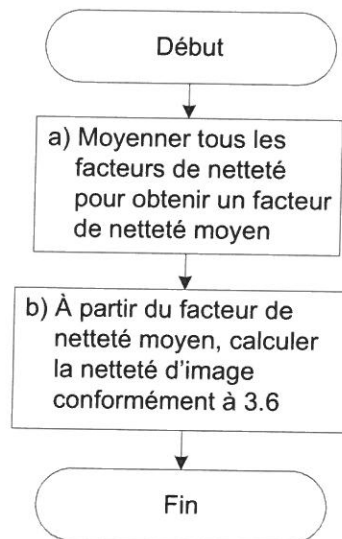 Début
a) Moyenner tous les
facteurs de netteté
pour obtenir un facteur
de netteté moyen
b) À partir du facteur de
netteté moyen, calculer
la netteté d'image
conformément à 3.6
Fin